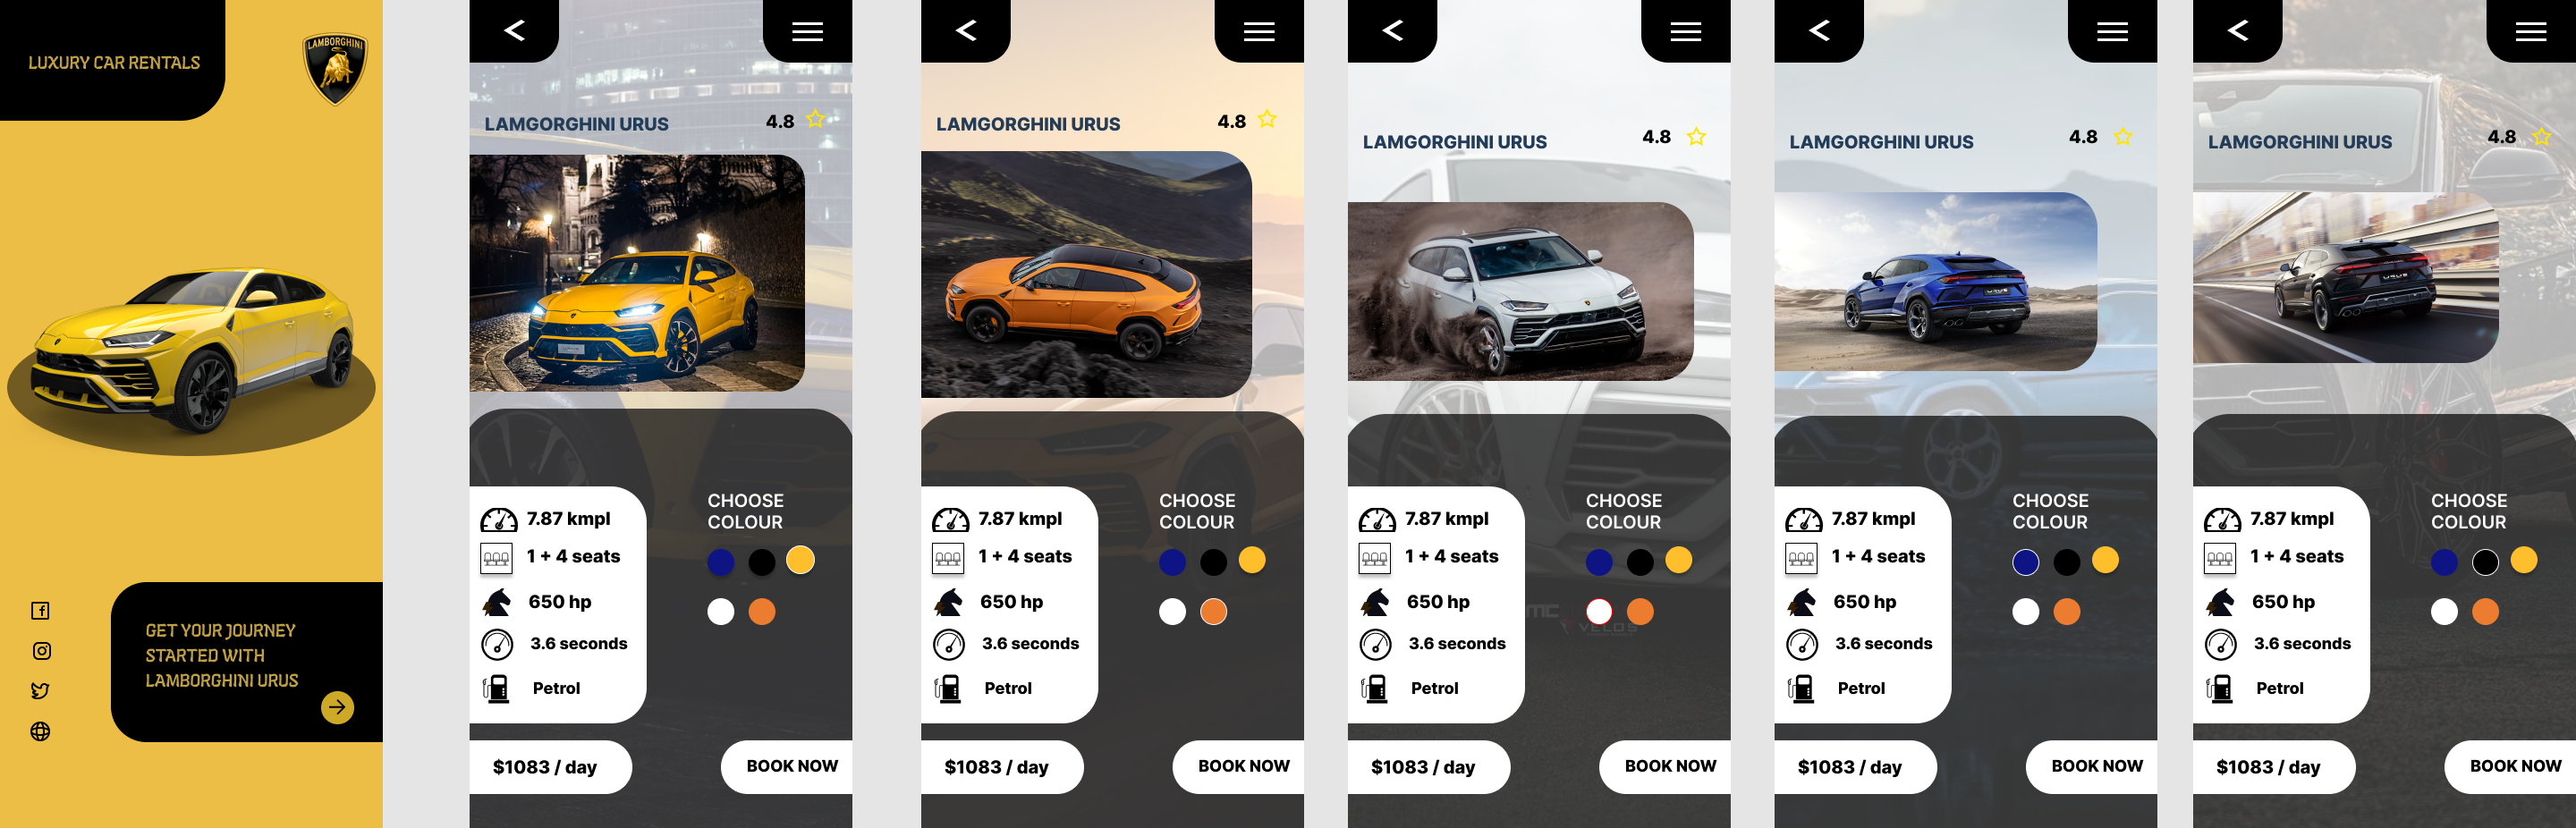 LUXURY CAR RENTALS
LAMBORGHINI
GET YOUR JOURNEY
STARTED WITH
LAMBORGHINI URUS
LAMGORGHINI URUS
4.8
7.87 kmpl
1 + 4 seats
650 hp
3.6 seconds
Petrol
CHOOSE
COLOUR
$1083 / day
BOOK NOW
LAMGORGHINI URUS
4.8
7.87 kmpl
1 + 4 seats
650 hp
3.6 seconds
Petrol
CHOOSE
COLOUR
$1083 / day
BOOK NOW
LAMGORGHINI URUS
4.8
7.87 kmpl
1 + 4 seats
650 hp
3.6 seconds
Petrol
CHOOSE
COLOUR
VELOS
$1083 / day
BOOK NOW
LAMGORGHINI URUS
4.8
URUS
7.87 kmpl
1 + 4 seats
650 hp
3.6 seconds
Petrol
CHOOSE
COLOUR
$1083 / day
BOOK NOW
LAMGORGHINI URUS
4.8
URUS
7.87 kmpl
1 + 4 seats
650 hp
3.6 seconds
Petrol
CHOOSE
COLOUR
$1083 / day
BOOK NOW